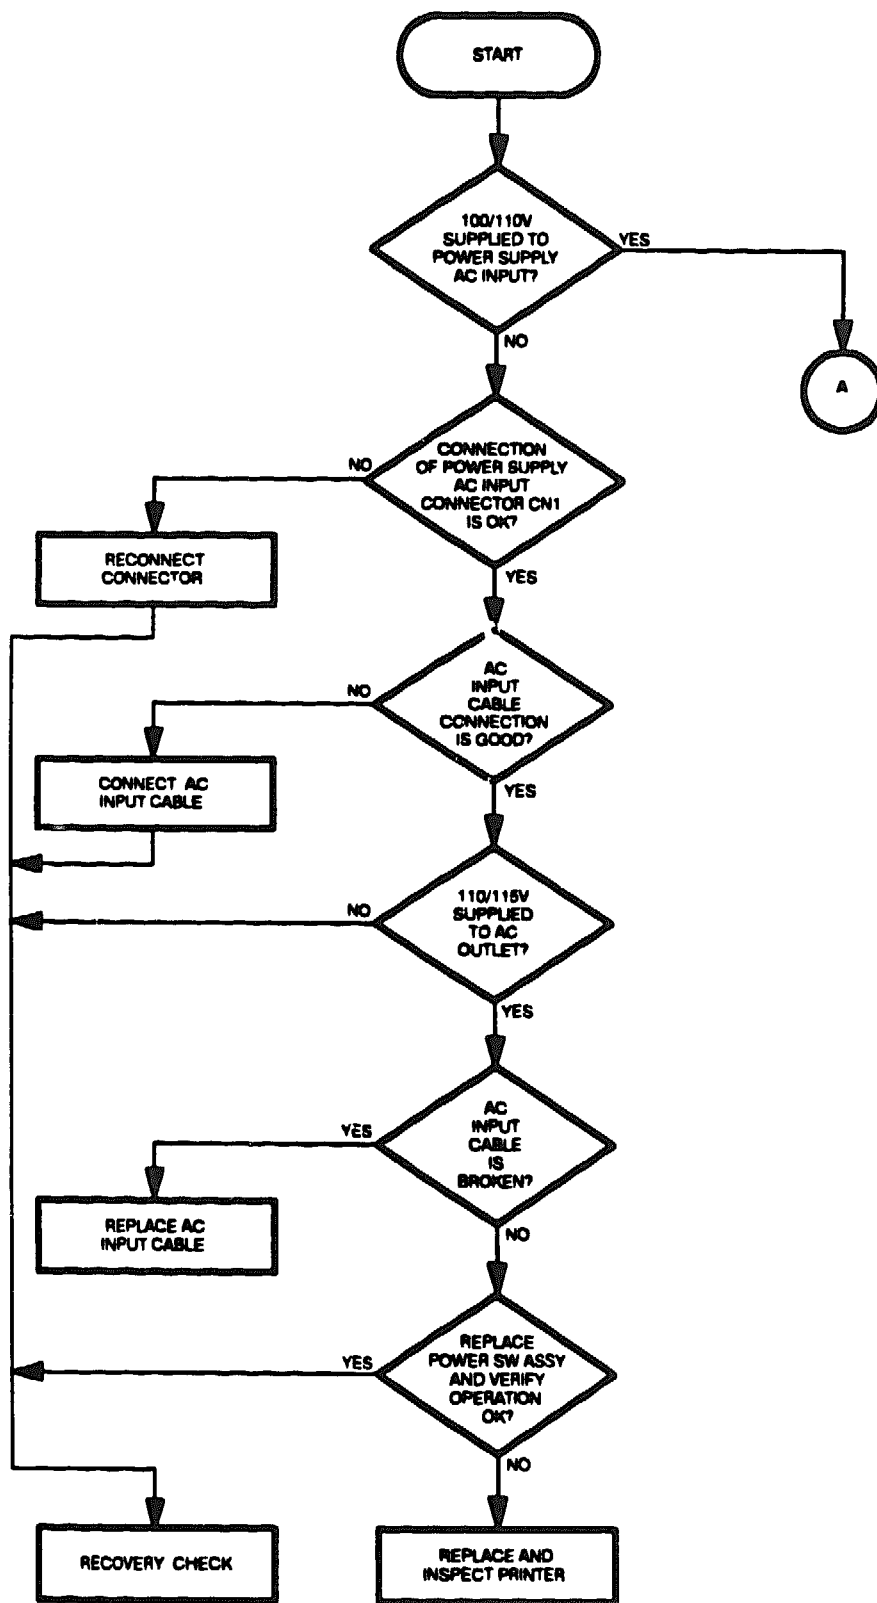 START
100/110V
SUPPLIED TO
POWER SUPPLY
AC INPUT?
YES
NO
A
CONNECTION
OF POWER SUPPLY
AC INPUT
CONNECTOR CN1
IS OK?
NO
YES
RECONNECT
CONNECTOR
AC
INPUT
CABLE
CONNECTION
IS GOOD?
NO
YES
CONNECT AC
INPUT CABLE
110/115V
SUPPLIED
TO AC
OUTLET?
NO
YES
AC
INPUT
CABLE
IS
BROKEN?
YES
NO
REPLACE AC
INPUT CABLE
REPLACE
POWER SW ASSY
AND VERIFY
OPERATION
OK?
YES
NO
RECOVERY CHECK
REPLACE AND
INSPECT PRINTER